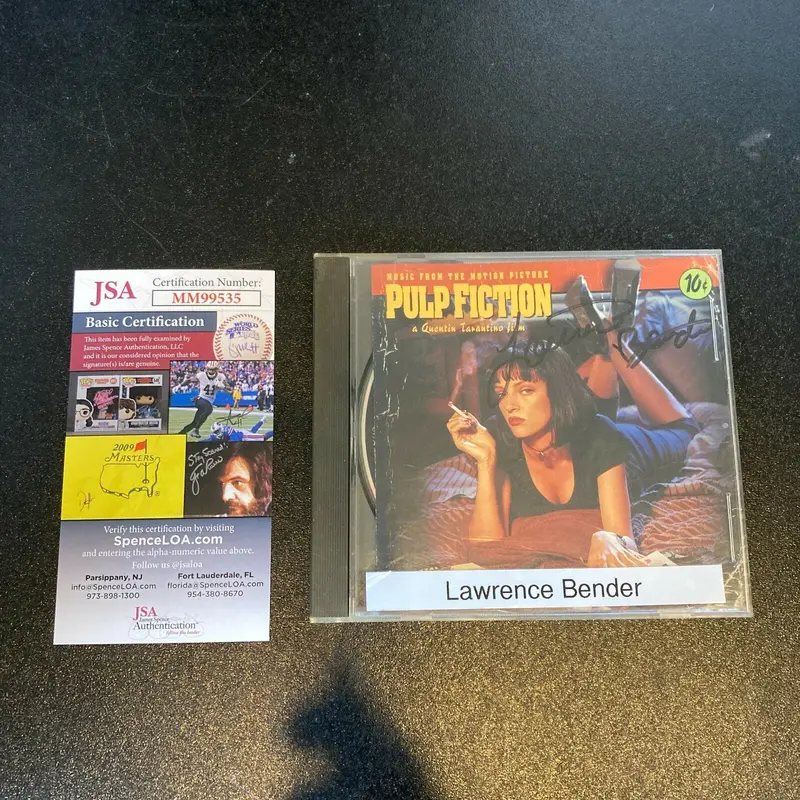 JSA
Certification Number:
MM99535
Basic Certification
This item has been fully examined by
James Spence Authentication, LLC
and it is our considered opinion that the
signature(s) is/are genuine.
WORLD
SERIES
2009
MASTERS
Verify this certification by visiting
SpenceLOA.com
and entering the alpha-numeric value above.
Follow us @jsaloa
Parsippany, NJ
info@SpenceLOA.com
973-898-1300
Fort Lauderdale, FL
florida@SpenceLOA.com
954-380-8670
JSA
James Spence
Authentication
MUSIC FROM THE MOTION PICTURE
PULP FICTION
a Quentin Tarantino film
10¢
Lawrence Bender